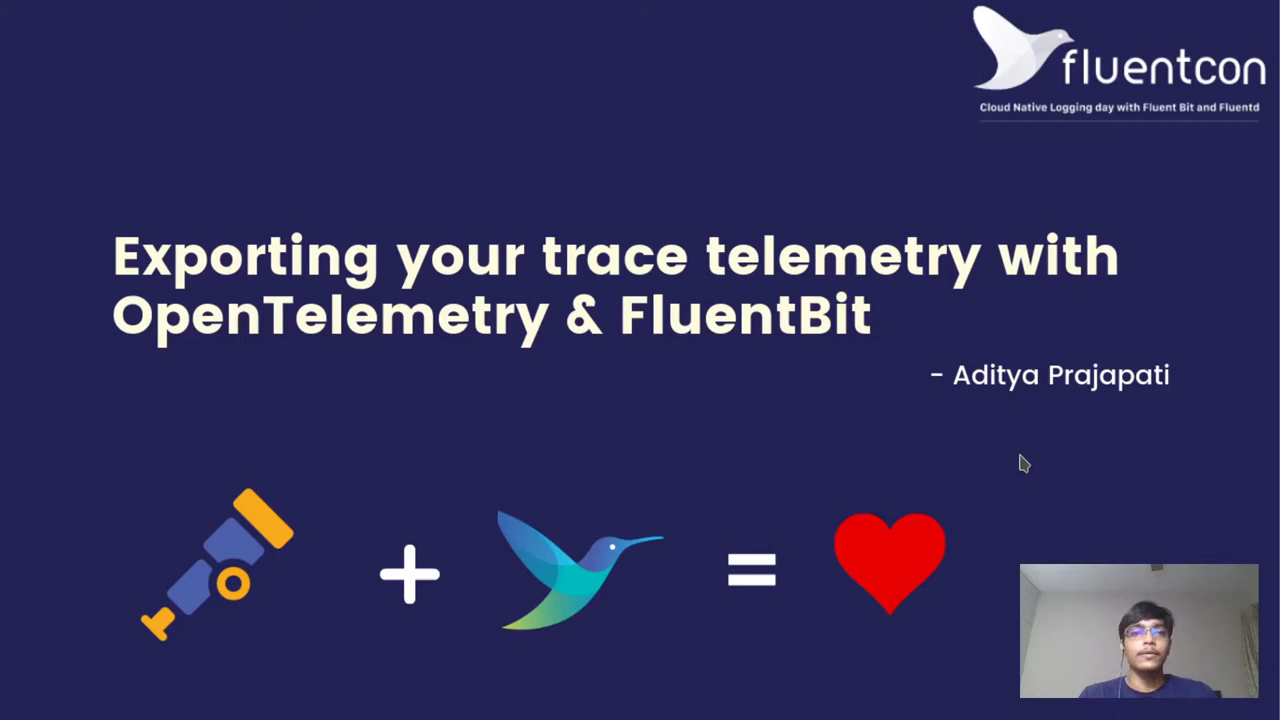 fluentcon
Cloud Native Logging day with Fluent Bit and Fluentd
Exporting your trace telemetry with
OpenTelemetry & FluentBit
- Aditya Prajapati
+
=